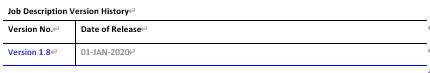 Job Description Version History
Version No. Date of Release
Version 1.8 01-JAN-2020